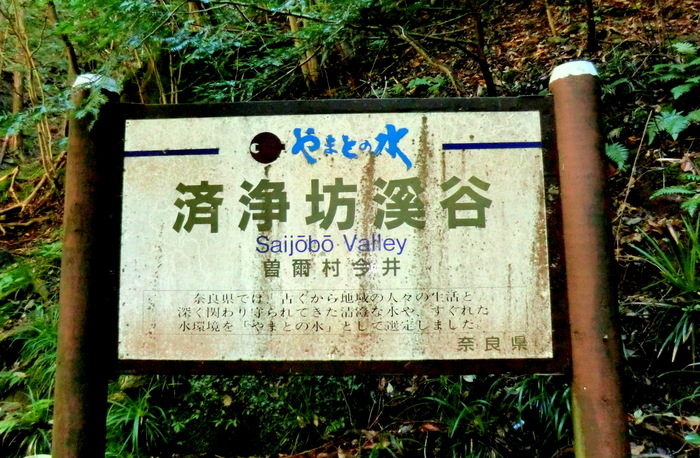 やまとの水
済浄坊渓谷
Saijōbō Valley
曽爾村今井
奈良県では、古くから地域の人々の生活と
深く関わり守られてきた清浄な水や、すぐれた
水環境を「やまとの水」として選定しました。
奈良県